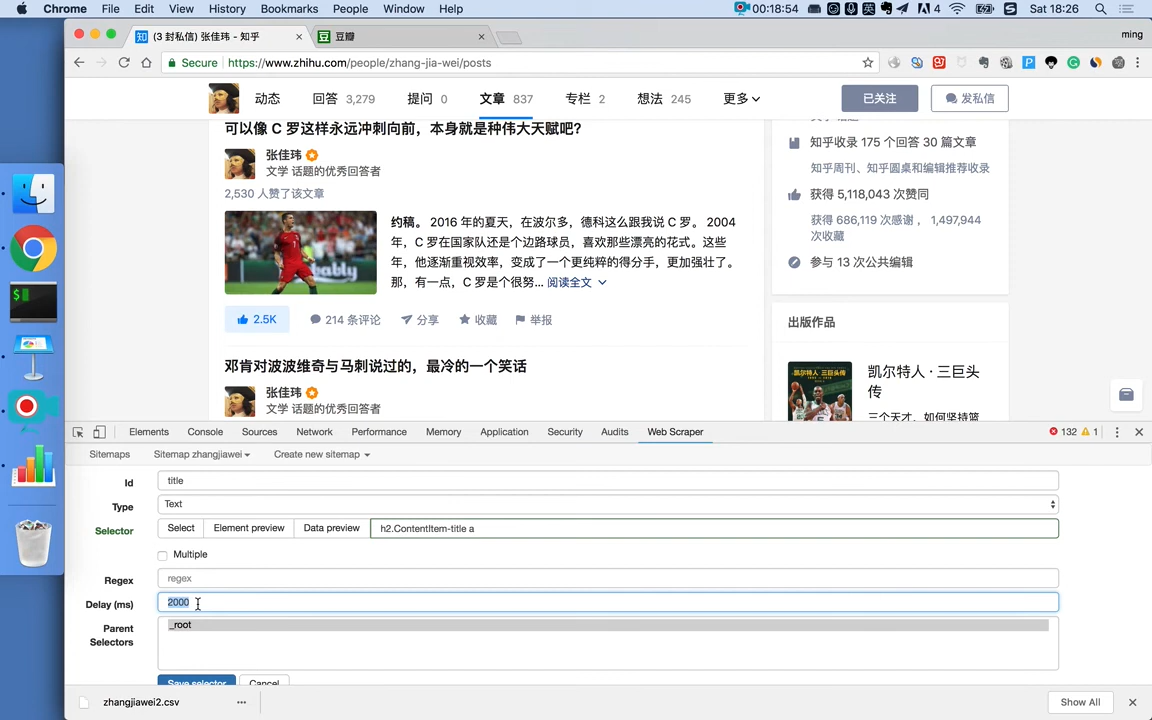 Chrome File Edit View History Bookmarks People Window Help 00:18:54 英 4 Sat 18:26
(3 封私信) 张佳玮 - 知乎 豆瓣 ming
Secure https://www.zhihu.com/people/zhang-jia-wei/posts
动态 回答 3,279 提问 0 文章 837 专栏 2 想法 245 更多 已关注 发私信
可以像 C 罗这样永远冲刺向前，本身就是种伟大天赋吧?
张佳玮
文学 话题的优秀回答者
2,530 人赞了该文章
约稿。 2016 年的夏天，在波尔多，德科这么跟我说 C 罗。 2004
年，C 罗在国家队还是个边路球员，喜欢那些漂亮的花式。这些
年，他逐渐重视效率，变成了一个更纯粹的得分手，更加强壮了。
那，有一点，C 罗是个很努... 阅读全文
2.5K 214 条评论 分享 收藏 举报
邓肯对波波维奇与马刺说过的，最冷的一个笑话
张佳玮
文学 话题的优秀回答者
知乎收录 175 个回答 30 篇文章
知乎周刊、知乎圆桌和编辑推荐收录
获得 5,118,043 次赞同
获得 686,119 次感谢 ， 1,497,944
次收藏
参与 13 次公共编辑
出版作品
凯尔特人 · 三巨头
传
三个天才，如何坚持篮
Elements Console Sources Network Performance Memory Application Security Audits Web Scraper 132 1
Sitemaps Sitemap zhangjiawei Create new sitemap
Id title
Type Text
Selector Select Element preview Data preview h2.ContentItem-title a
Multiple
Regex regex
Delay (ms) 2000
Parent Selectors _root
Save selector Cancel
zhangjiawei2.csv Show All